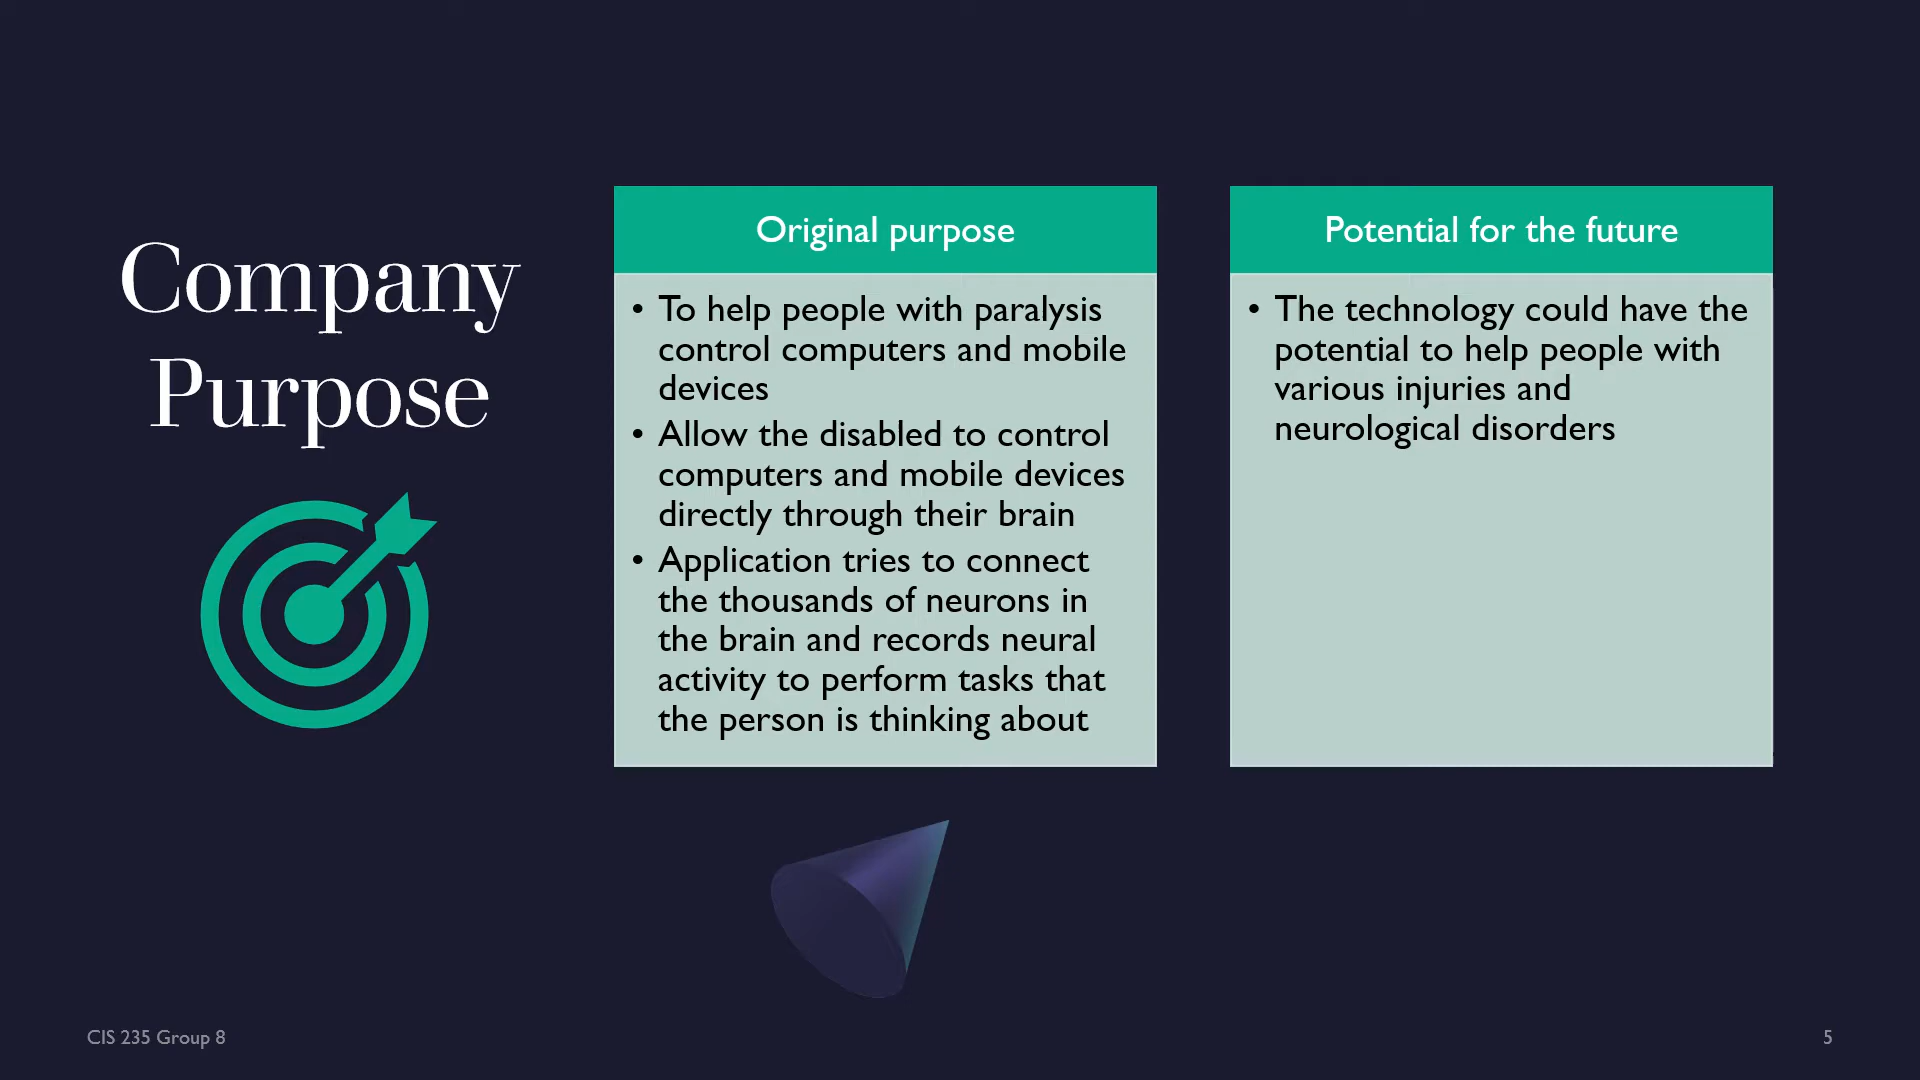 Company
Purpose
Original purpose
• To help people with paralysis
control computers and mobile
devices
• Allow the disabled to control
computers and mobile devices
directly through their brain
• Application tries to connect
the thousands of neurons in
the brain and records neural
activity to perform tasks that
the person is thinking about
Potential for the future
• The technology could have the
potential to help people with
various injuries and
neurological disorders
CIS 235 Group 8
5